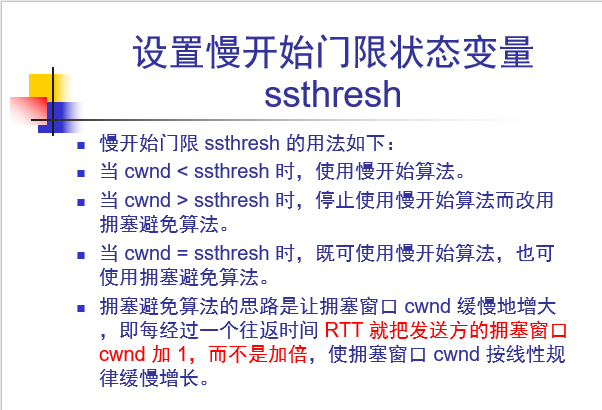 设置慢开始门限状态变量
ssthresh
慢开始门限 ssthresh 的用法如下：
当 cwnd < ssthresh 时，使用慢开始算法。
当 cwnd > ssthresh 时，停止使用慢开始算法而改用
拥塞避免算法。
当 cwnd = ssthresh 时，既可使用慢开始算法，也可
使用拥塞避免算法。
拥塞避免算法的思路是让拥塞窗口 cwnd 缓慢地增大
，即每经过一个往返时间 RTT 就把发送方的拥塞窗口
cwnd 加 1，而不是加倍，使拥塞窗口 cwnd 按线性规
律缓慢增长。